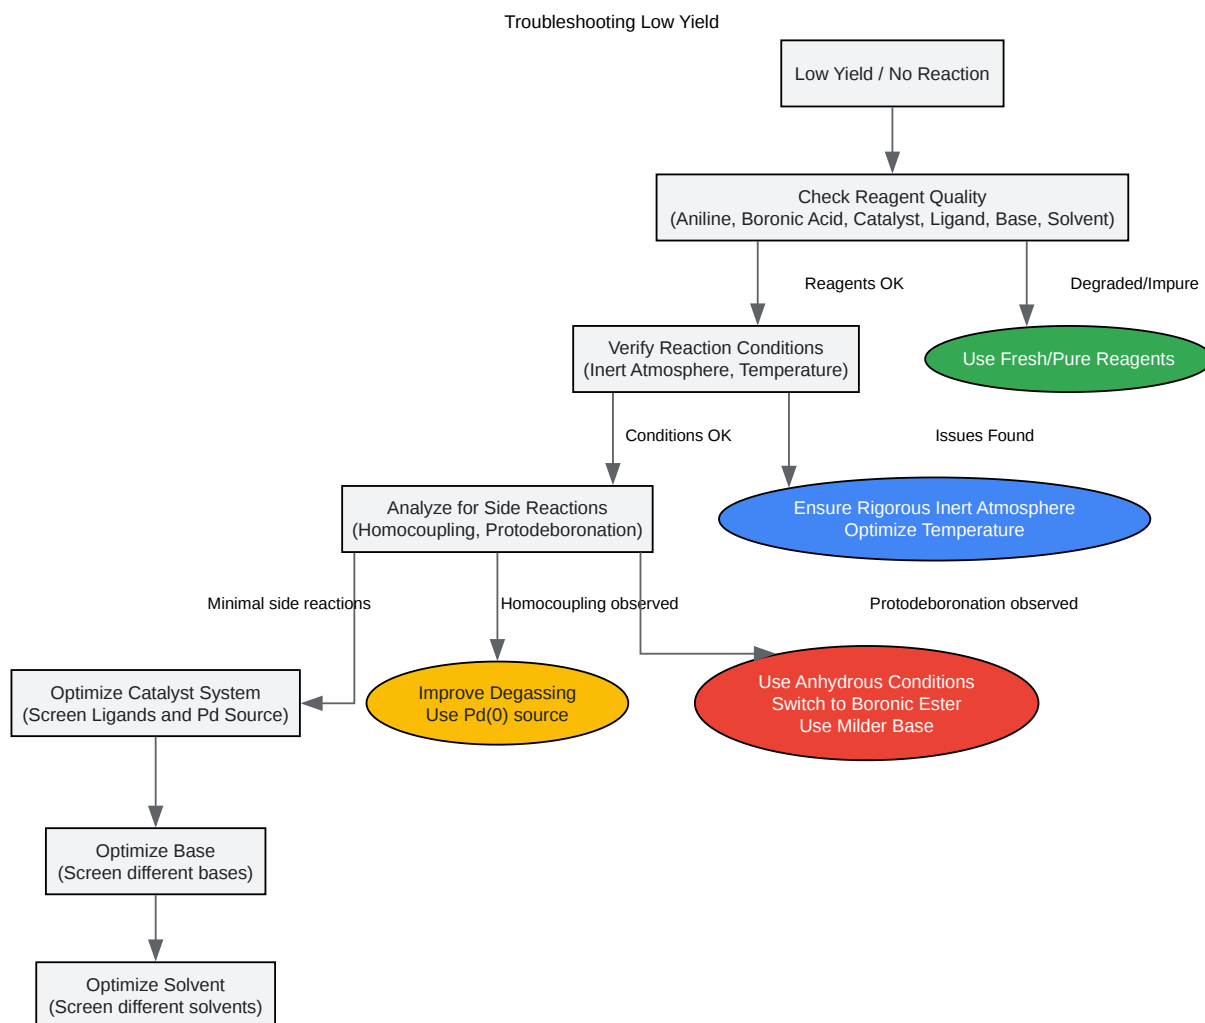 Troubleshooting Low Yield
Low Yield / No Reaction
Check Reagent Quality
(Aniline, Boronic Acid, Catalyst, Ligand, Base, Solvent)
Reagents OK
Degraded/Impure
Verify Reaction Conditions
(Inert Atmosphere, Temperature)
Use Fresh/Pure Reagents
Conditions OK
Issues Found
Analyze for Side Reactions
(Homocoupling, Protodeboronation)
Ensure Rigorous Inert Atmosphere
Optimize Temperature
Minimal side reactions
Homocoupling observed
Protodeboronation observed
Optimize Catalyst System
(Screen Ligands and Pd Source)
Improve Degassing
Use Pd(0) source
Use Anhydrous Conditions
Switch to Boronic Ester
Use Milder Base
Optimize Base
(Screen different bases)
Optimize Solvent
(Screen different solvents)